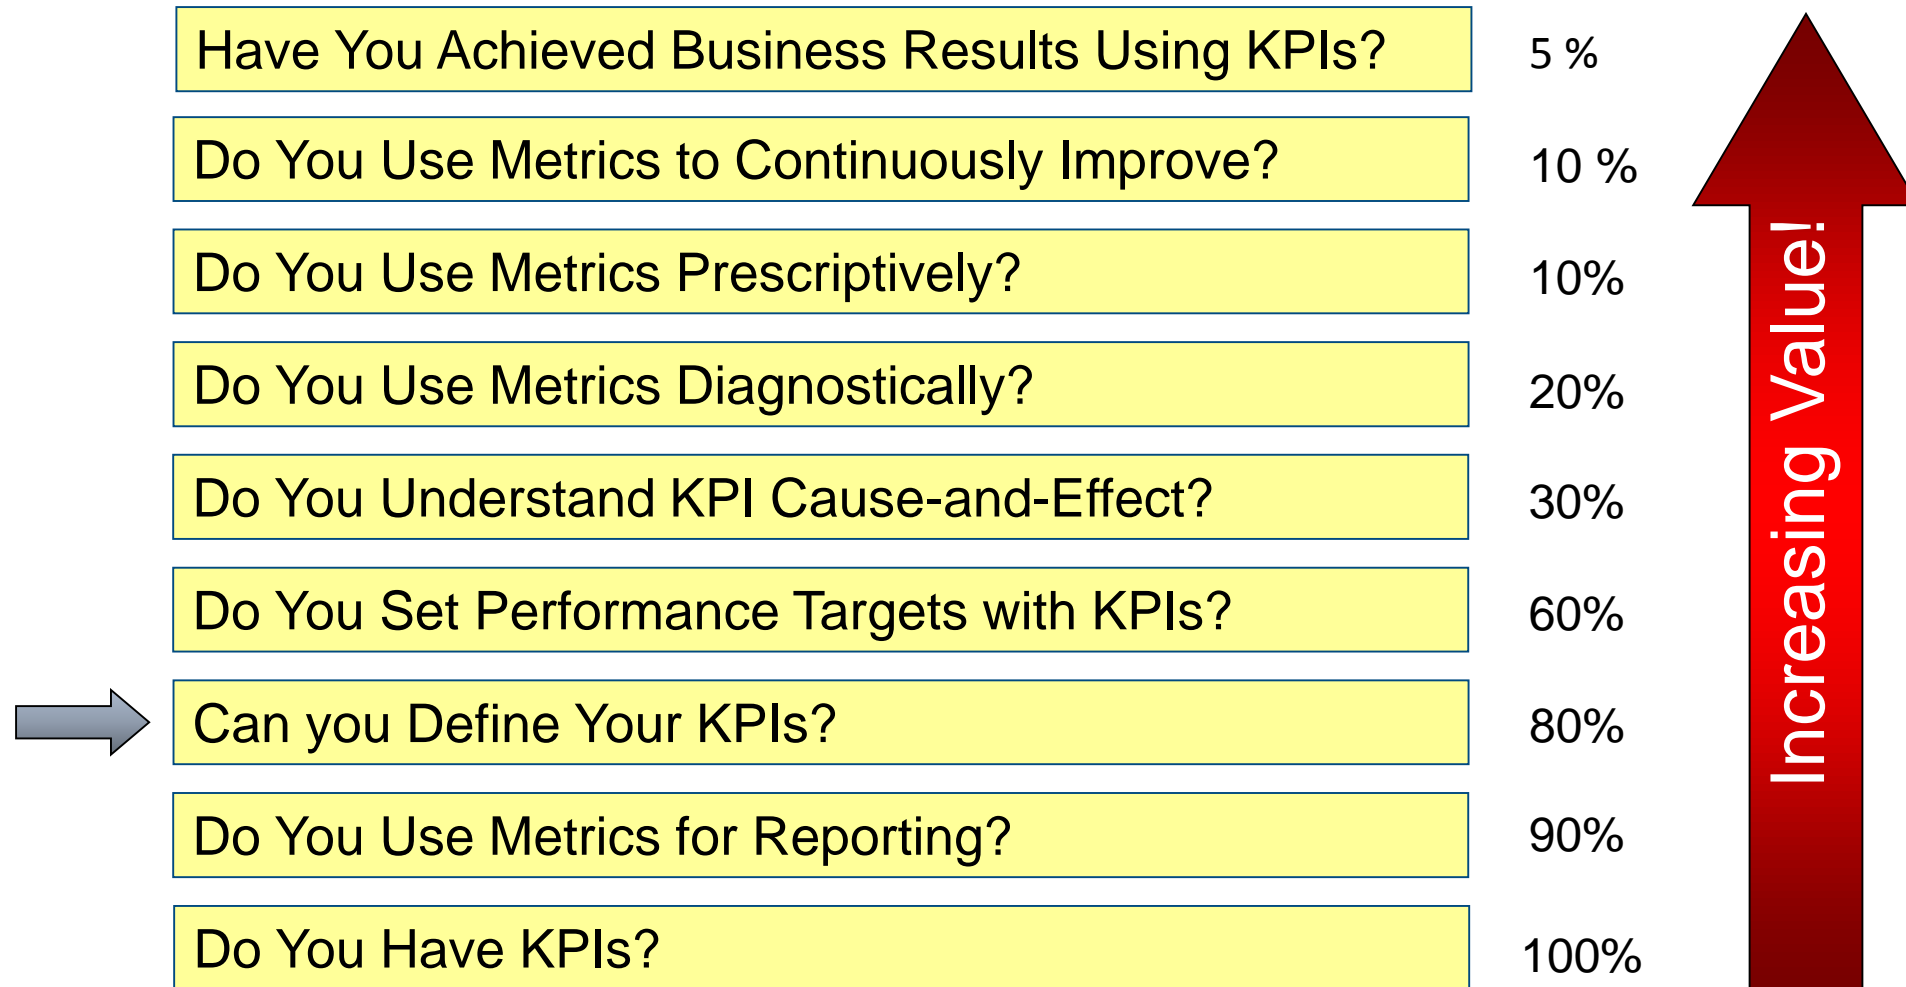 Have You Achieved Business Results Using KPIs? 5 %
Do You Use Metrics to Continuously Improve? 10 %
Do You Use Metrics Prescriptively? 10%
Do You Use Metrics Diagnostically? 20%
Do You Understand KPI Cause-and-Effect? 30%
Do You Set Performance Targets with KPIs? 60%
Can you Define Your KPIs? 80%
Do You Use Metrics for Reporting? 90%
Do You Have KPIs? 100%
Increasing Value!